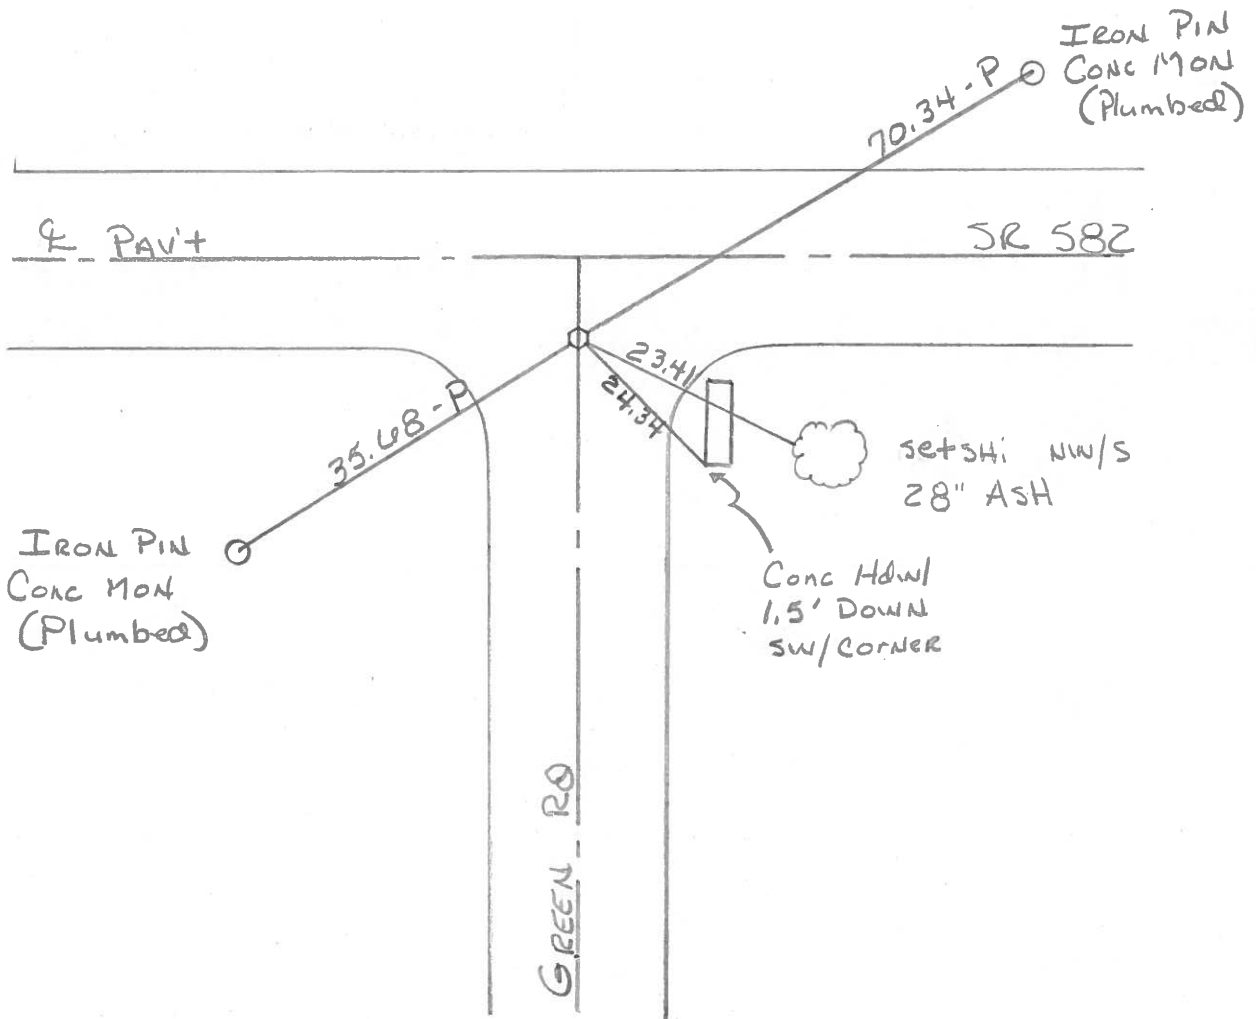 IRON PIN
CONC MON
(Plumbed)
70.34-P
℄ PAV'T
SR 582
23.41
24.34
35.68-P
SET SHi NW/S
28" ASH
IRON PIN
CONC MON
(Plumbed)
Conc Hdwl
1.5' DOWN
SW/CORNER
GREEN RD